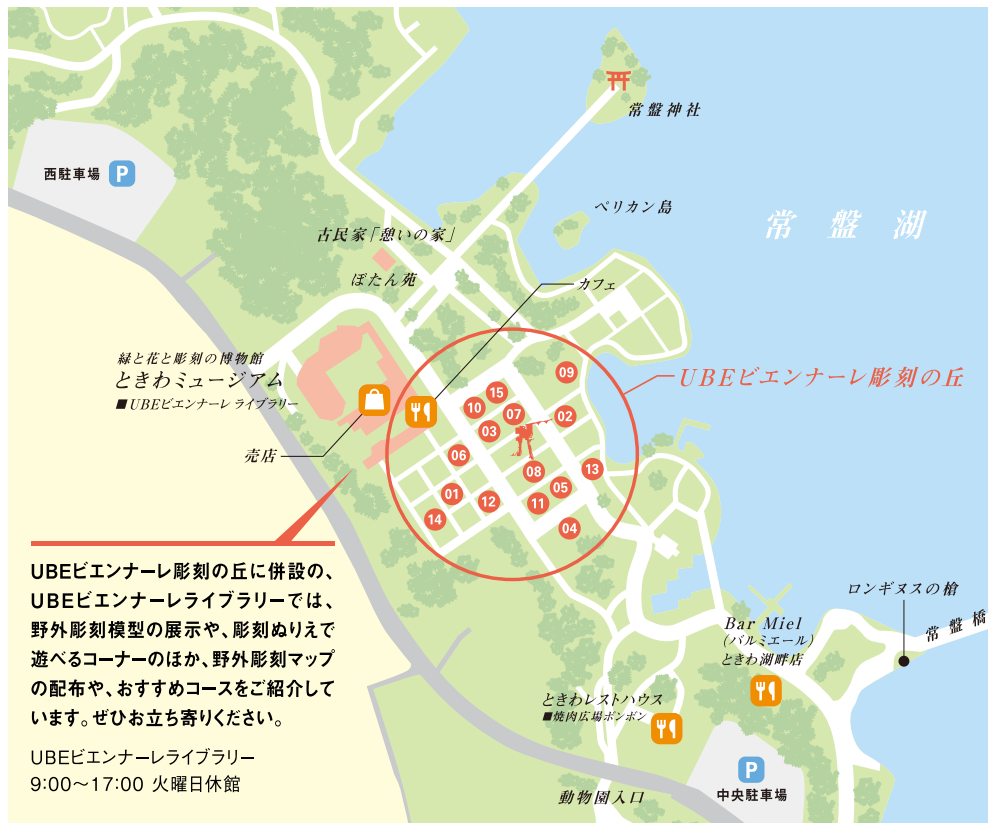 常盤神社
西駐車場 P
ペリカン島
常盤湖
古民家「憩いの家」
ぼたん苑
カフェ
緑と花と彫刻の博物館
ときわミュージアム
■UBEビエンナーレ ライブラリー
売店
UBEビエンナーレ彫刻の丘
09
15
10
07
02
03
06
08
13
01
05
12
11
14
04
UBEビエンナーレ彫刻の丘に併設の、
UBEビエンナーレライブラリーでは、
野外彫刻模型の展示や、彫刻ぬりえで
遊べるコーナーのほか、野外彫刻マップ
の配布や、おすすめコースをご紹介して
います。ぜひお立ち寄りください。
UBEビエンナーレライブラリー
9:00〜17:00 火曜日休館
ロンギヌスの槍
常盤橋
Bar Miel
(バルミエール)
ときわ湖畔店
ときわレストハウス
■焼肉広場ボンボン
P
中央駐車場
動物園入口